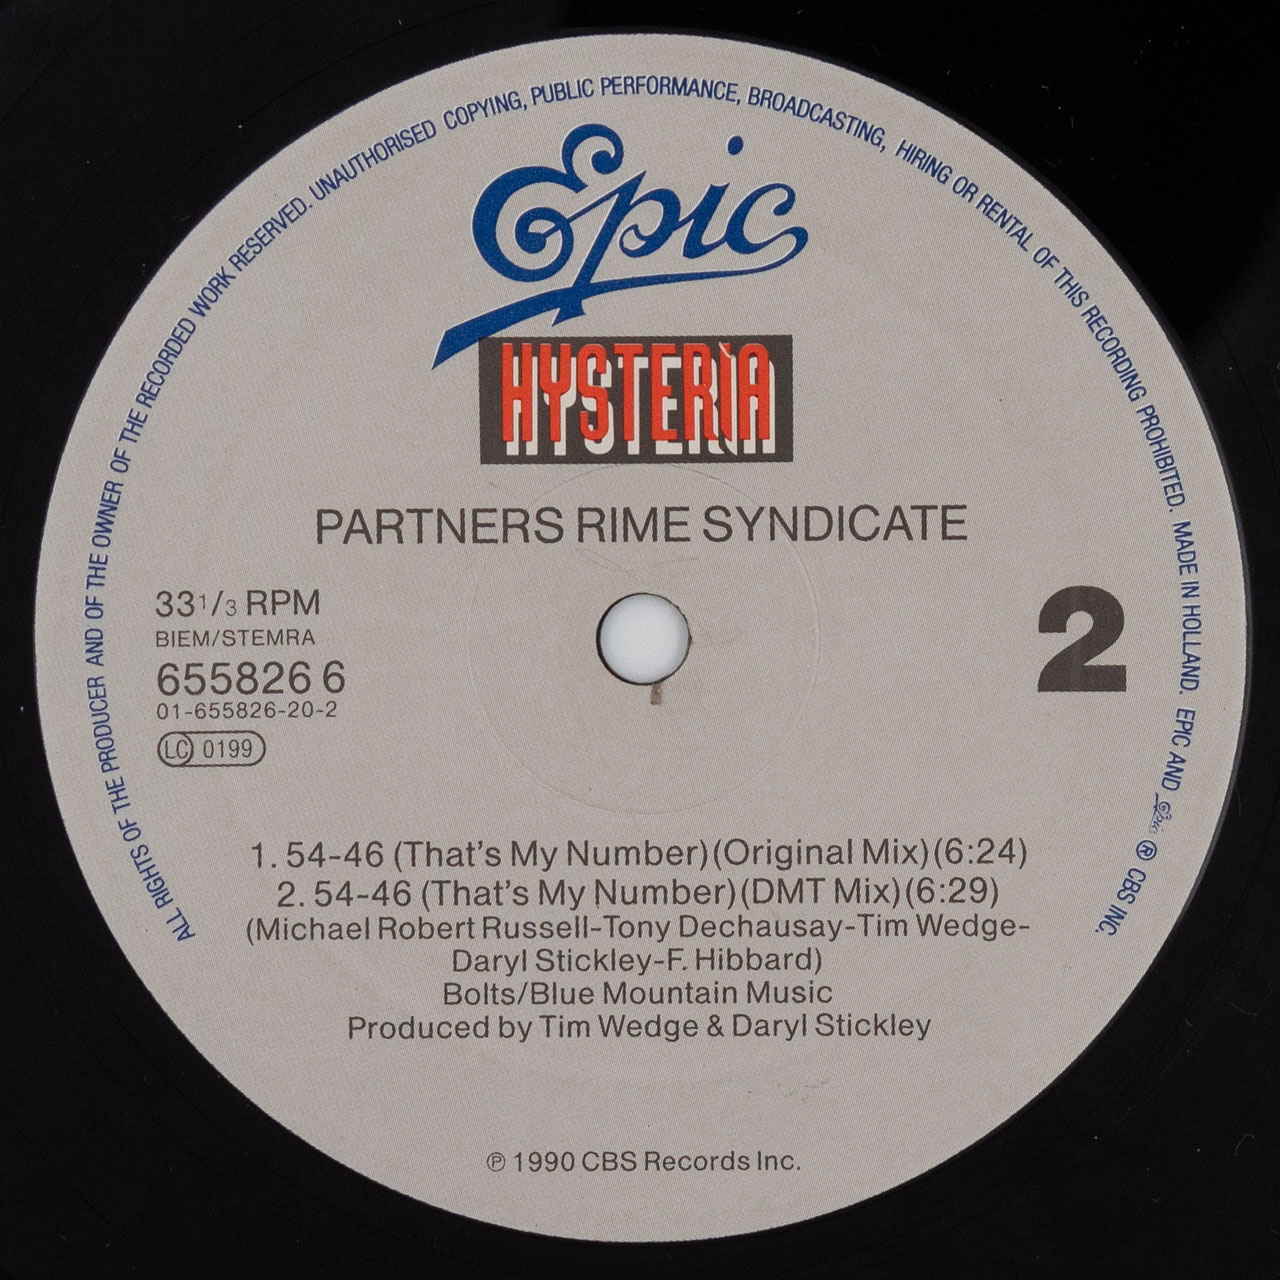 ALL RIGHTS OF THE PRODUCER AND OF THE OWNER OF THE RECORDED WORK RESERVED. UNAUTHORISED COPYING, PUBLIC PERFORMANCE, BROADCASTING, HIRING OR RENTAL OF THIS RECORDING PROHIBITED. MADE IN HOLLAND. EPIC AND Epic ® CBS INC.
Epic
HYSTERIA
PARTNERS RIME SYNDICATE
33 1/3 RPM
BIEM/STEMRA
655826 6
01-655826-20-2
LC 0199
2
1. 54-46 (That's My Number)(Original Mix)(6:24)
2. 54-46 (That's My Number)(DMT Mix)(6:29)
(Michael Robert Russell-Tony Dechausay-Tim Wedge-
Daryl Stickley-F. Hibbard)
Bolts/Blue Mountain Music
Produced by Tim Wedge & Daryl Stickley
℗ 1990 CBS Records Inc.